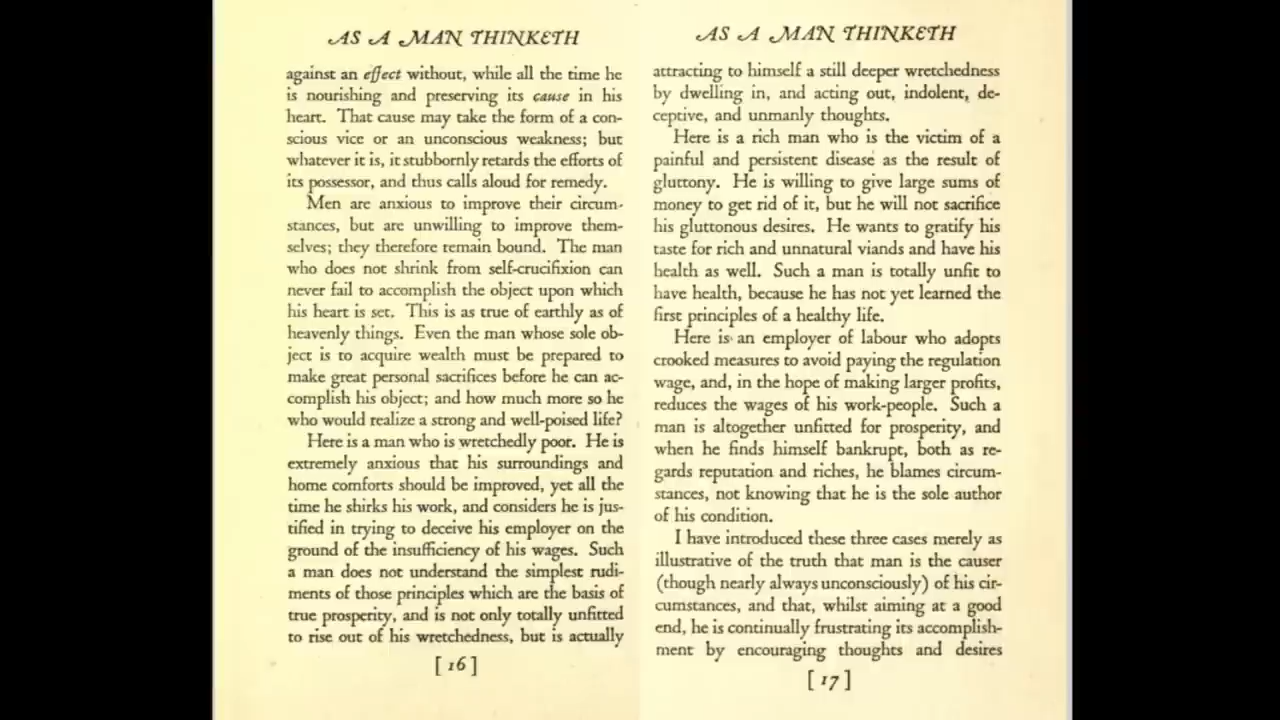 AS A MAN THINKETH
against an effect without, while all the time he
is nourishing and preserving its cause in his
heart. That cause may take the form of a con-
scious vice or an unconscious weakness; but
whatever it is, it stubbornly retards the efforts of
its possessor, and thus calls aloud for remedy.
Men are anxious to improve their circum-
stances, but are unwilling to improve them-
selves; they therefore remain bound. The man
who does not shrink from self-crucifixion can
never fail to accomplish the object upon which
his heart is set. This is as true of earthly as of
heavenly things. Even the man whose sole ob-
ject is to acquire wealth must be prepared to
make great personal sacrifices before he can ac-
complish his object; and how much more so he
who would realize a strong and well-poised life?
Here is a man who is wretchedly poor. He is
extremely anxious that his surroundings and
home comforts should be improved, yet all the
time he shirks his work, and considers he is jus-
tified in trying to deceive his employer on the
ground of the insufficiency of his wages. Such
a man does not understand the simplest rudi-
ments of those principles which are the basis of
true prosperity, and is not only totally unfitted
to rise out of his wretchedness, but is actually
[16]
AS A MAN THINKETH
attracting to himself a still deeper wretchedness
by dwelling in, and acting out, indolent, de-
ceptive, and unmanly thoughts.
Here is a rich man who is the victim of a
painful and persistent disease as the result of
gluttony. He is willing to give large sums of
money to get rid of it, but he will not sacrifice
his gluttonous desires. He wants to gratify his
taste for rich and unnatural viands and have his
health as well. Such a man is totally unfit to
have health, because he has not yet learned the
first principles of a healthy life.
Here is an employer of labour who adopts
crooked measures to avoid paying the regulation
wage, and, in the hope of making larger profits,
reduces the wages of his work-people. Such a
man is altogether unfitted for prosperity, and
when he finds himself bankrupt, both as re-
gards reputation and riches, he blames circum-
stances, not knowing that he is the sole author
of his condition.
I have introduced these three cases merely as
illustrative of the truth that man is the causer
(though nearly always unconsciously) of his cir-
cumstances, and that, whilst aiming at a good
end, he is continually frustrating its accomplish-
ment by encouraging thoughts and desires
[17]